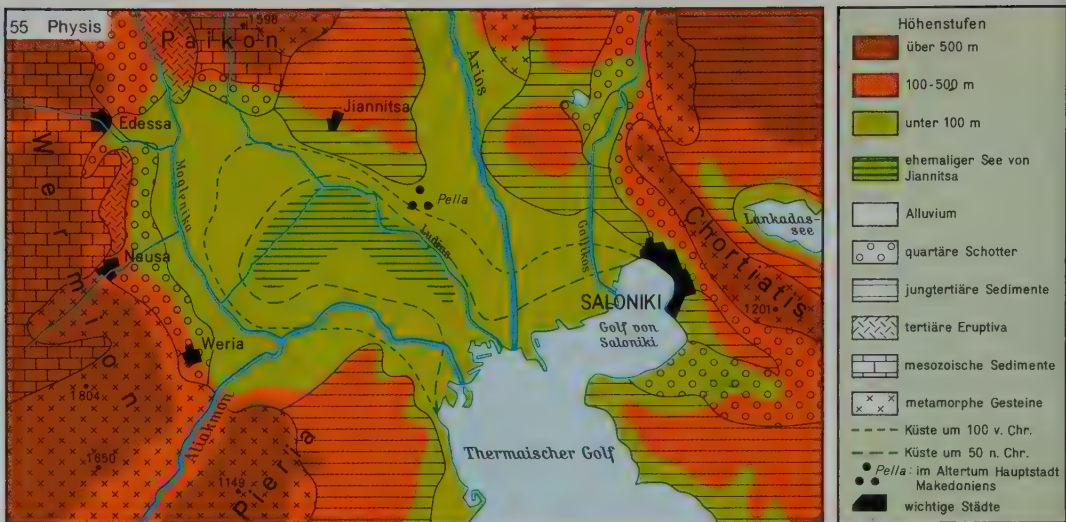 55 Physis
1598
Paikon
Axios
Jiannitsa
Edessa
Moglenika
Wermion
Pella
Ludias
Gallikos
Lankadas-
see
Chortiatis
Nausa
SALONIKI
1201
Golf von
Saloniki
Weria
1804
Aliakmon
1650
1149
Pieria
Thermaischer Golf
Höhenstufen
über 500 m
100-500 m
unter 100 m
ehemaliger See von
Jiannitsa
Alluvium
quartäre Schotter
jungtertiäre Sedimente
tertiäre Eruptiva
mesozoische Sedimente
metamorphe Gesteine
Küste um 100 v. Chr.
Küste um 50 n. Chr.
Pella: im Altertum Hauptstadt
Makedoniens
wichtige Städte